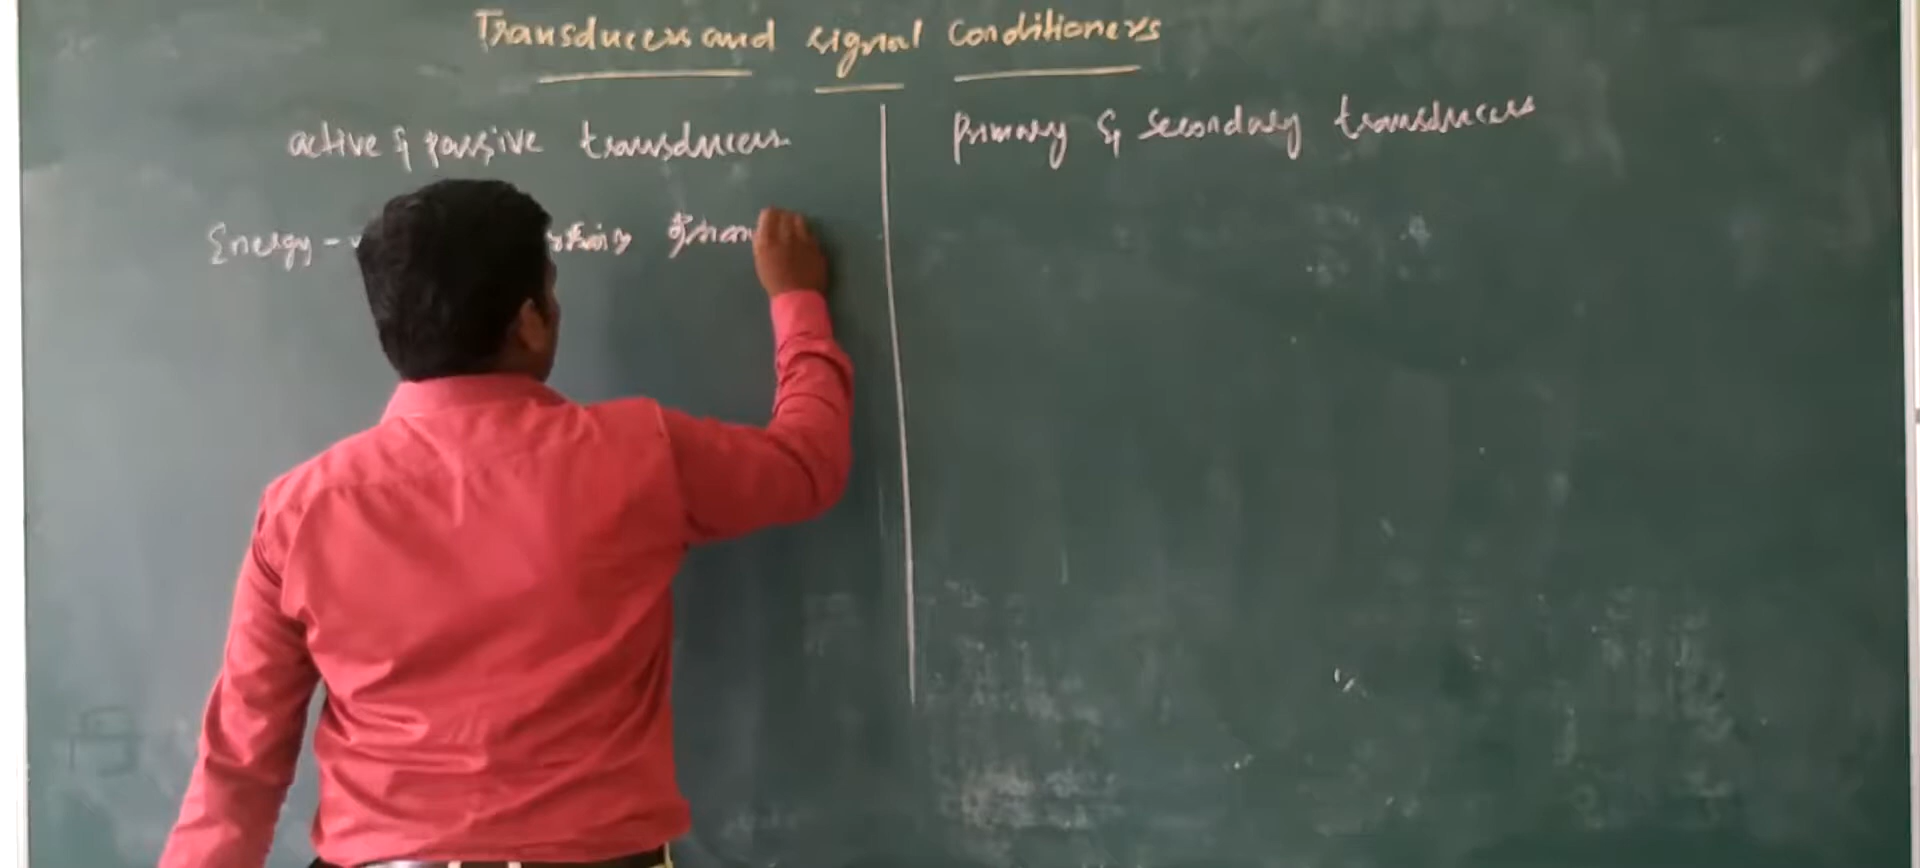 Transducers and signal Conditioners
active & passive transducers
Primary & secondary transducers
Energy -